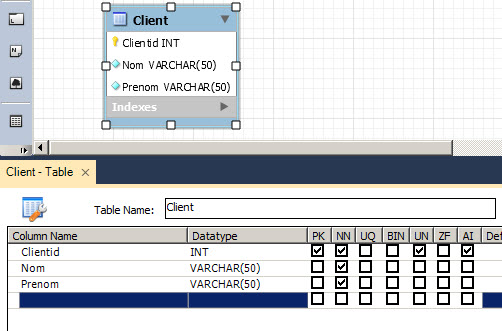 Client
Clientid INT
Nom VARCHAR(50)
Prenom VARCHAR(50)
Indexes
Client - Table
Table Name: Client
Column Name Datatype PK NN UQ BIN UN ZF AI Def
Clientid INT
Nom VARCHAR(50)
Prenom VARCHAR(50)